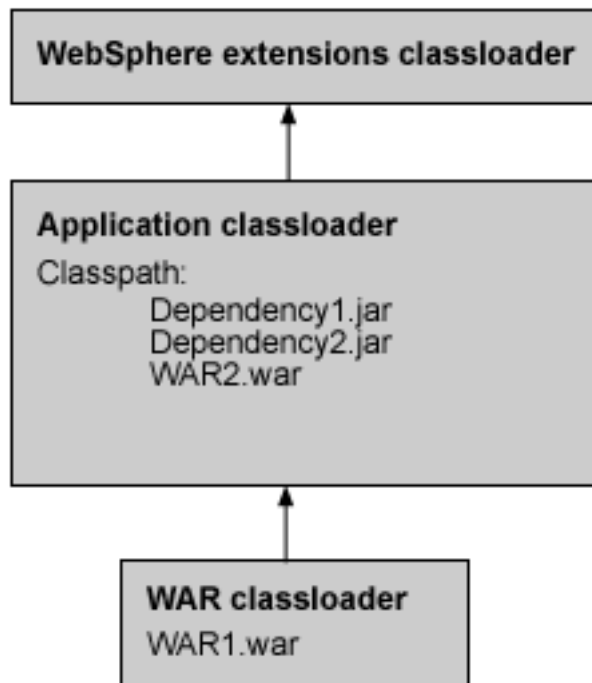 WebSphere extensions classloader
Application classloader
Classpath:
Dependency1.jar
Dependency2.jar
WAR2.war
WAR classloader
WAR1.war